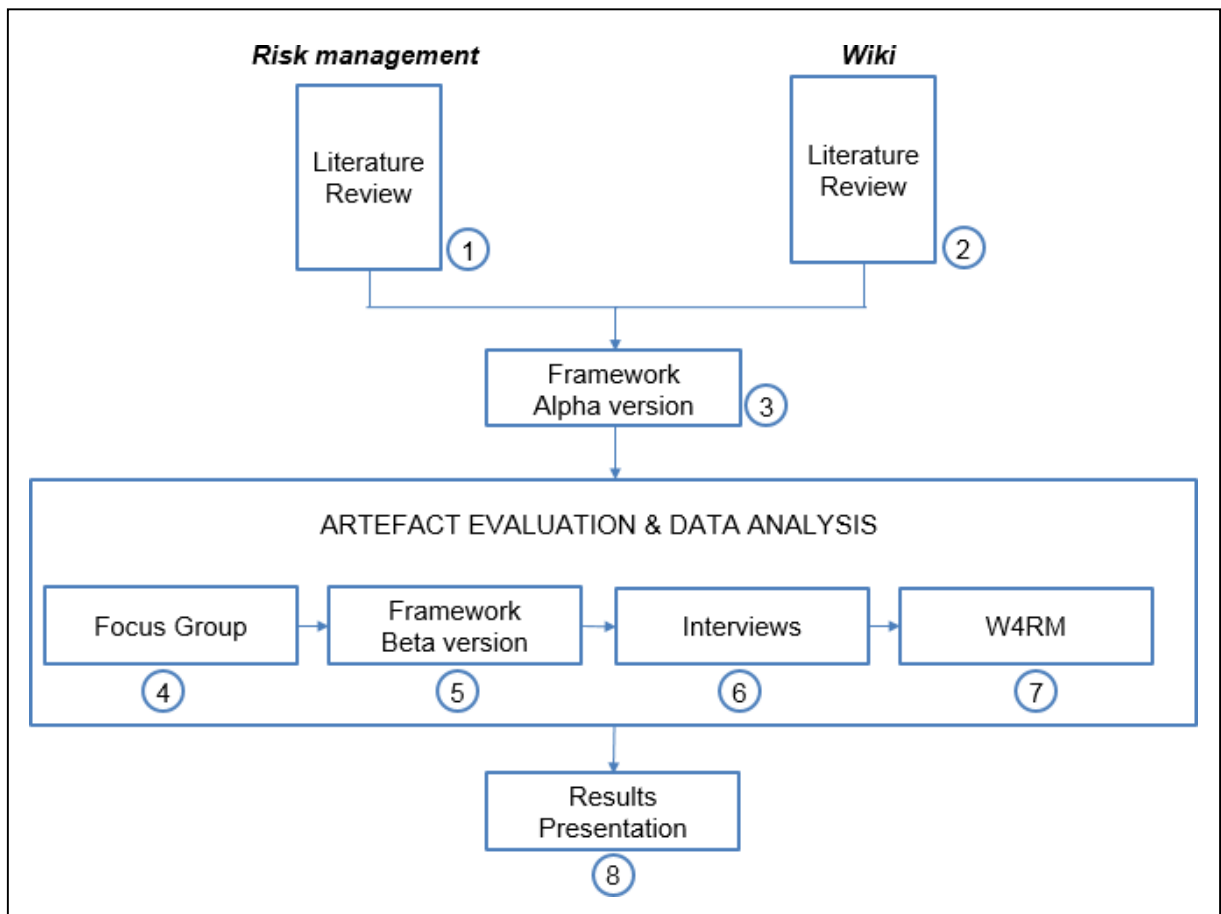 Risk management
Wiki
Literature
Review
1
Literature
Review
2
Framework
Alpha version
3
ARTEFACT EVALUATION & DATA ANALYSIS
Focus Group
4
Framework
Beta version
5
Interviews
6
W4RM
7
Results
Presentation
8